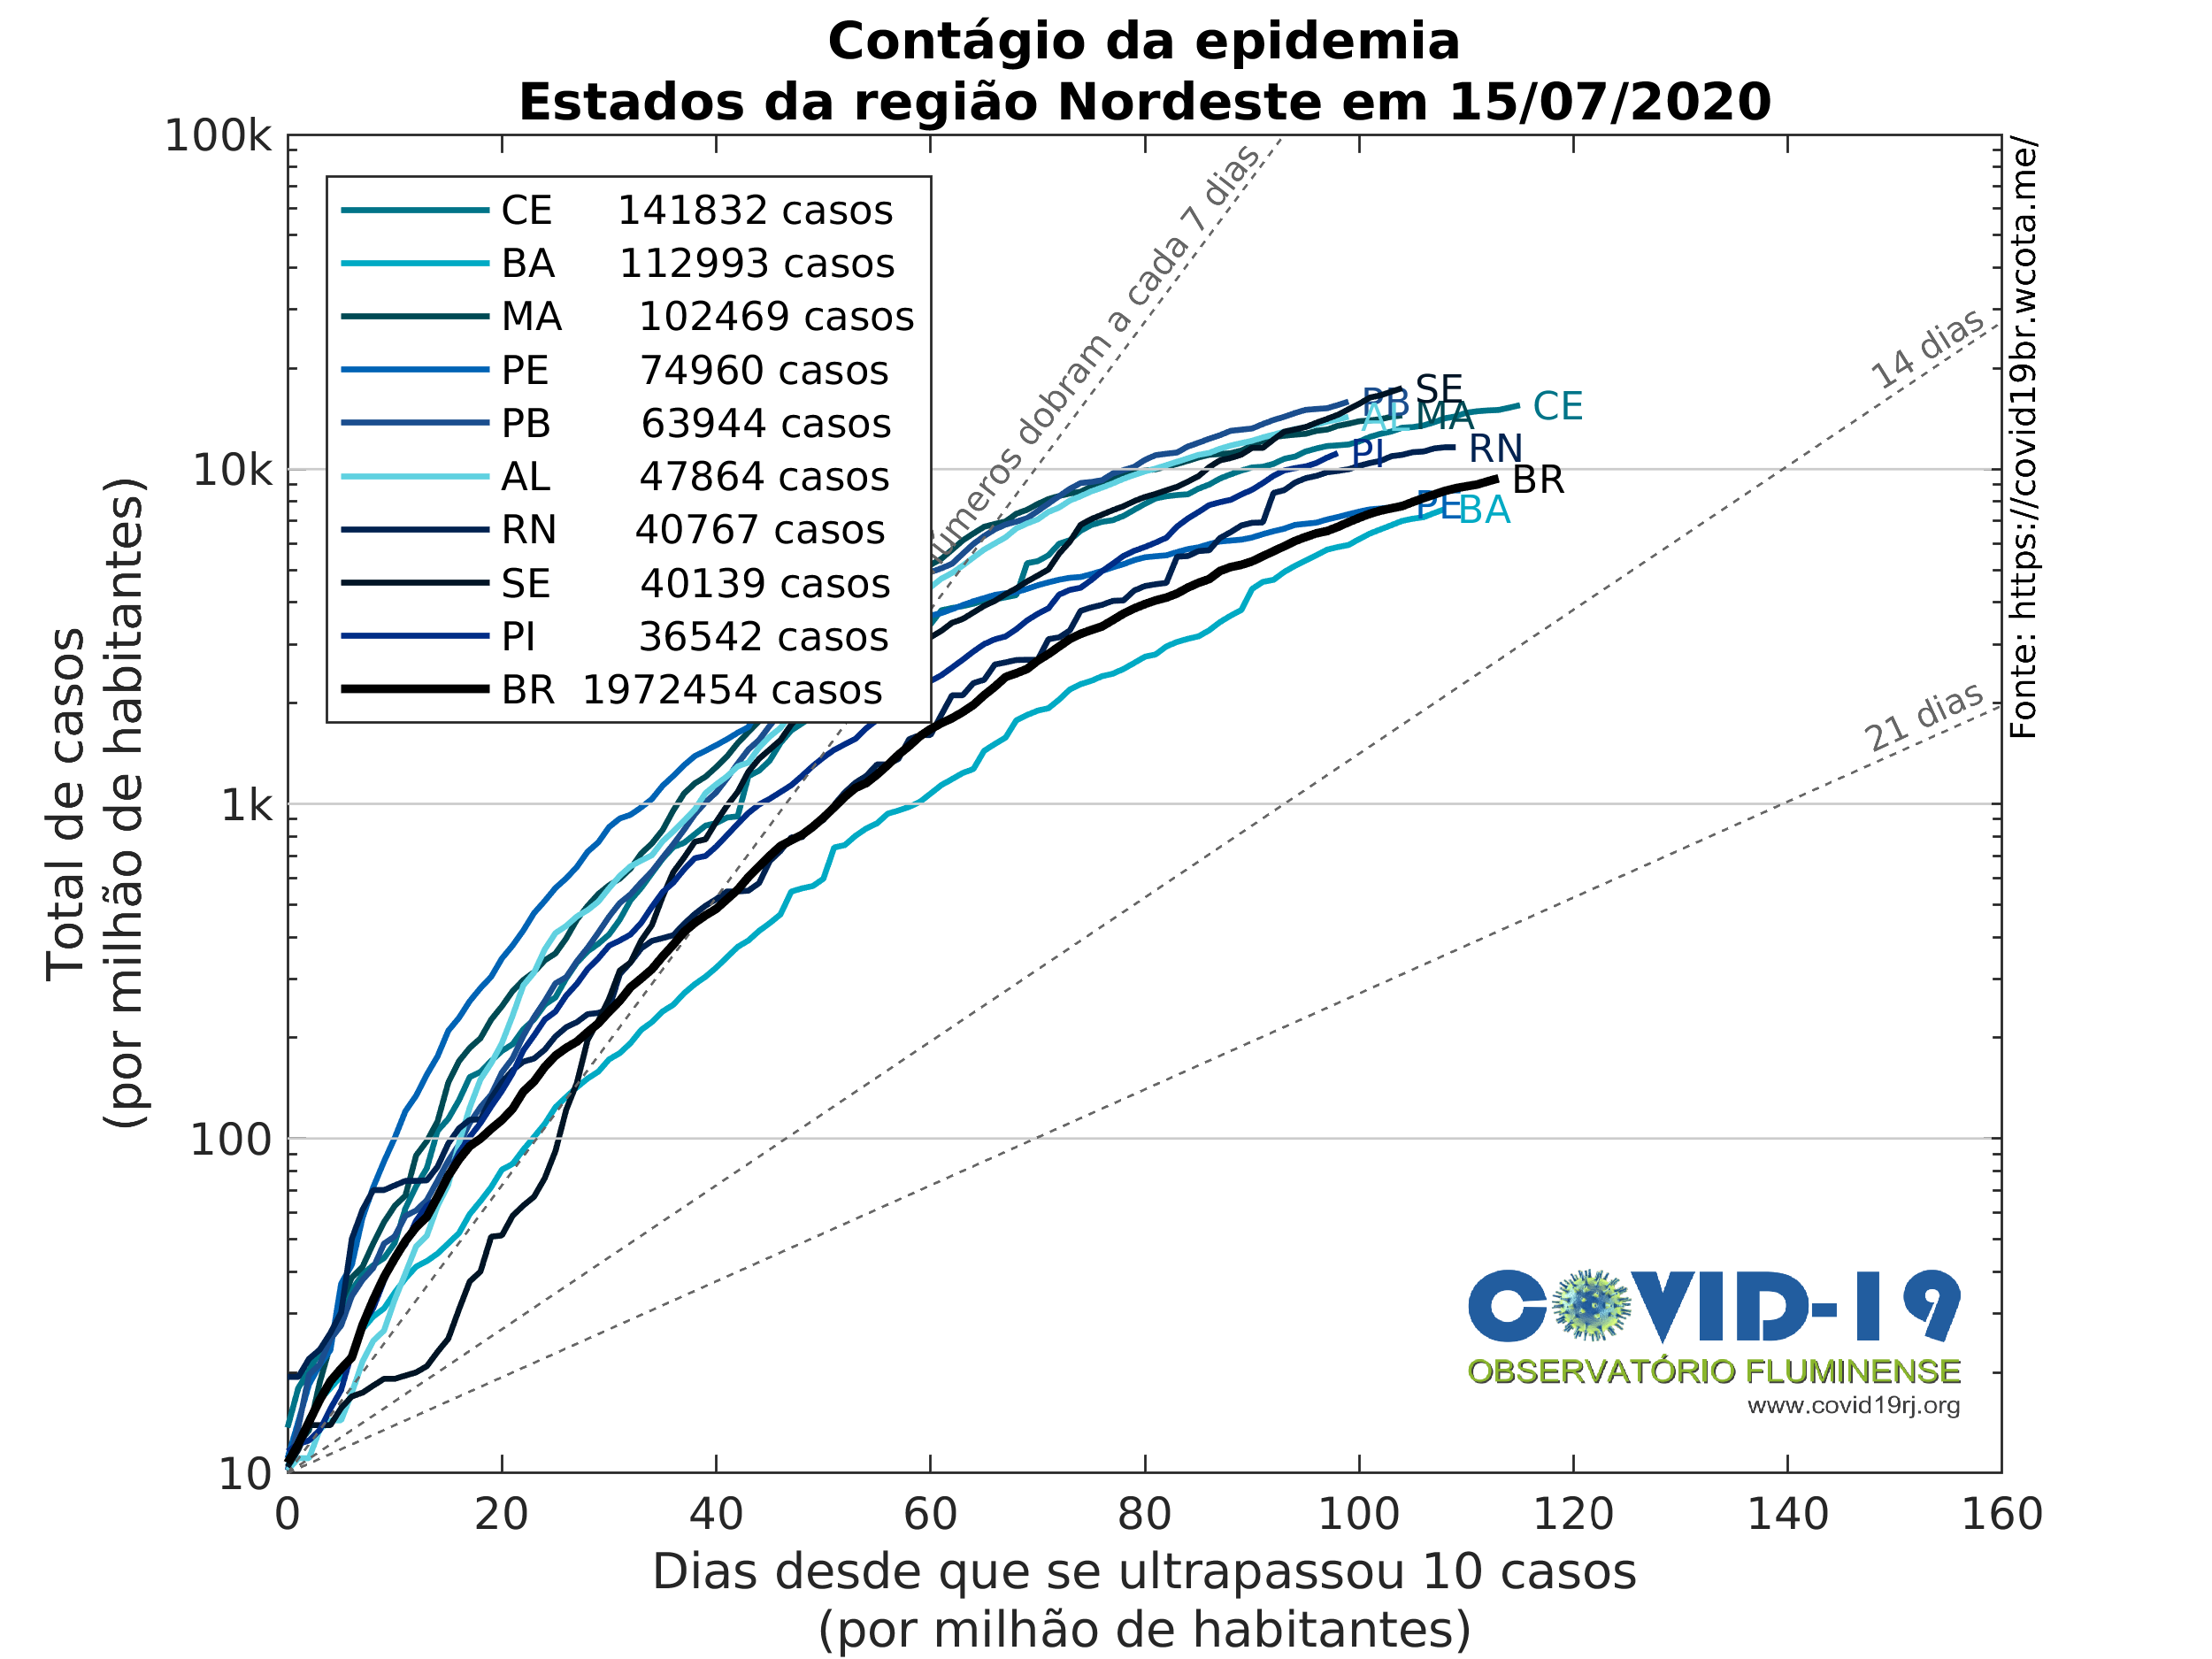 Contágio da epidemia
Estados da região Nordeste em 15/07/2020
100k
10k
1k
100
10
Total de casos
(por milhão de habitantes)
CE 141832 casos
BA 112993 casos
MA 102469 casos
PE 74960 casos
PB 63944 casos
AL 47864 casos
RN 40767 casos
SE 40139 casos
PI 36542 casos
BR 1972454 casos
dobram a cada 7 dias
14 dias
21 dias
SE
PB
AL
MA
CE
PI
RN
BR
PE
BA
Fonte: https://covid19br.wcota.me/
COVID-19
OBSERVATÓRIO FLUMINENSE
www.covid19rj.org
0 20 40 60 80 100 120 140 160
Dias desde que se ultrapassou 10 casos
(por milhão de habitantes)